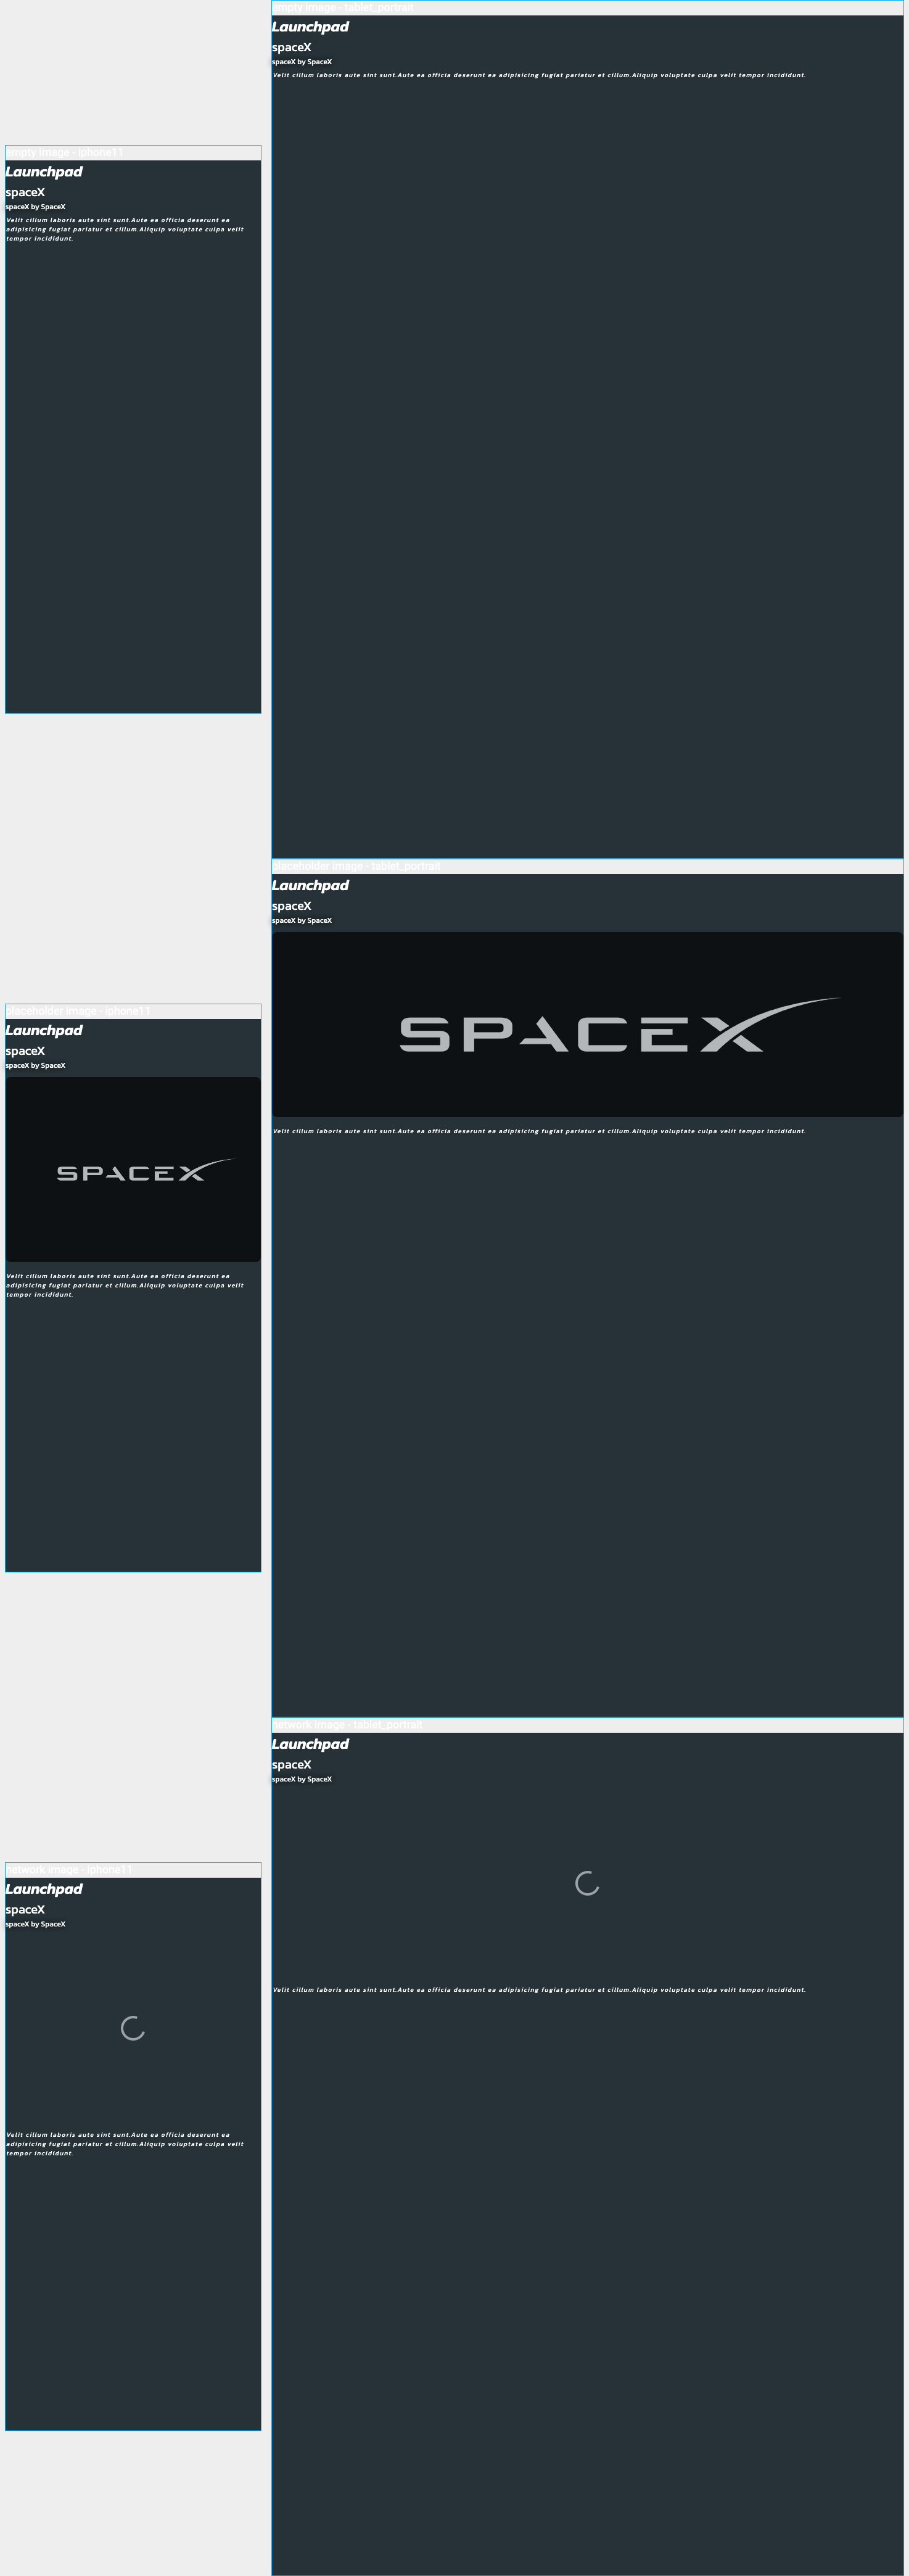 empty image - tablet_portrait
Launchpad
spaceX
spaceX by SpaceX
Velit cillum laboris aute sint sunt.Aute ea officia deserunt ea adipisicing fugiat pariatur et cillum.Aliquip voluptate culpa velit tempor incididunt.
empty image - iphone11
Launchpad
spaceX
spaceX by SpaceX
Velit cillum laboris aute sint sunt.Aute ea officia deserunt ea
adipisicing fugiat pariatur et cillum.Aliquip voluptate culpa velit
tempor incididunt.
placeholder image - tablet_portrait
Launchpad
spaceX
spaceX by SpaceX
SPACEX
Velit cillum laboris aute sint sunt.Aute ea officia deserunt ea adipisicing fugiat pariatur et cillum.Aliquip voluptate culpa velit tempor incididunt.
placeholder image - iphone11
Launchpad
spaceX
spaceX by SpaceX
SPACEX
Velit cillum laboris aute sint sunt.Aute ea officia deserunt ea
adipisicing fugiat pariatur et cillum.Aliquip voluptate culpa velit
tempor incididunt.
network image - tablet_portrait
Launchpad
spaceX
spaceX by SpaceX
Velit cillum laboris aute sint sunt.Aute ea officia deserunt ea adipisicing fugiat pariatur et cillum.Aliquip voluptate culpa velit tempor incididunt.
network image - iphone11
Launchpad
spaceX
spaceX by SpaceX
Velit cillum laboris aute sint sunt.Aute ea officia deserunt ea
adipisicing fugiat pariatur et cillum.Aliquip voluptate culpa velit
tempor incididunt.